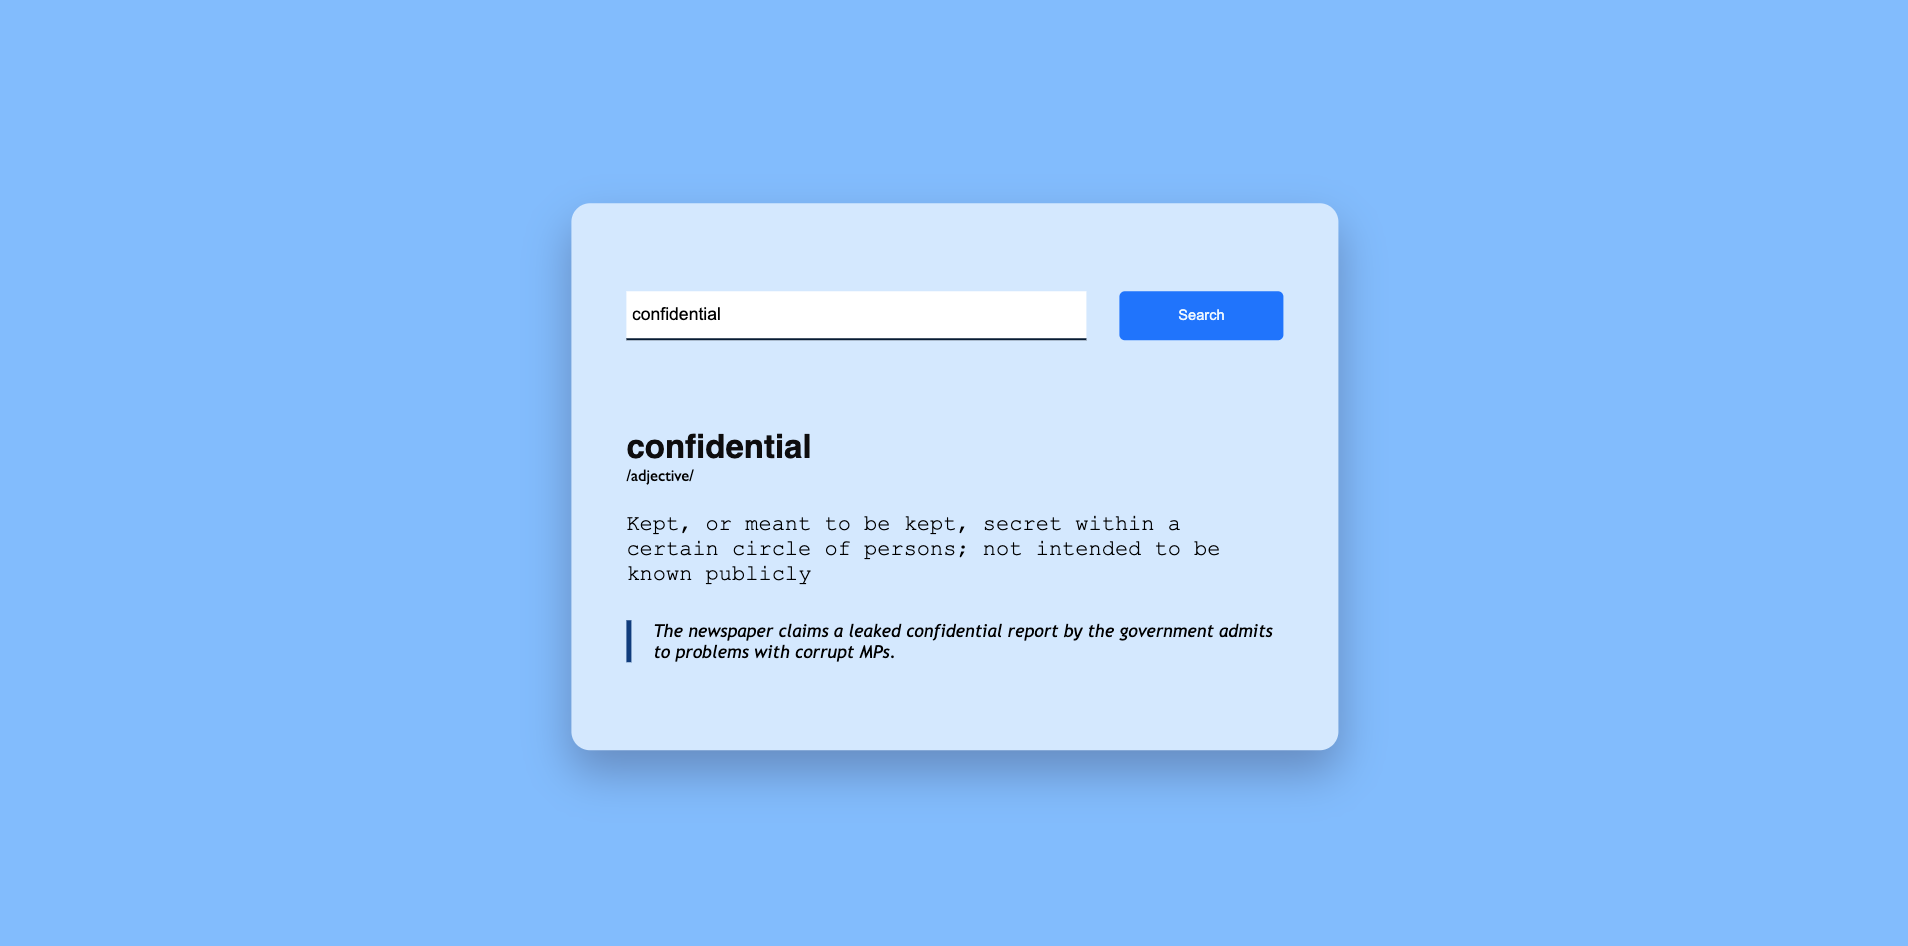 confidential
Search
confidential
/adjective/
Kept, or meant to be kept, secret within a
certain circle of persons; not intended to be
known publicly
The newspaper claims a leaked confidential report by the government admits
to problems with corrupt MPs.